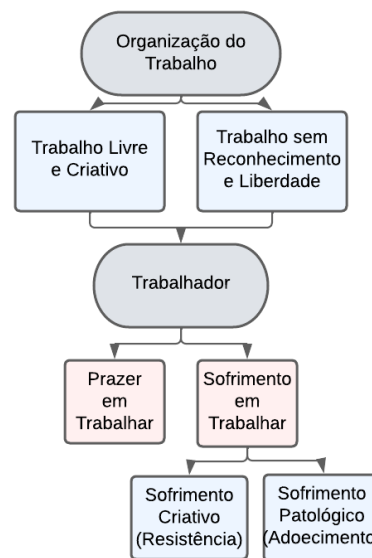 Organização do
Trabalho
Trabalho Livre
e Criativo
Trabalho sem
Reconhecimento
e Liberdade
Trabalhador
Prazer
em
Trabalhar
Sofrimento
em
Trabalhar
Sofrimento
Criativo
(Resistência)
Sofrimento
Patológico
(Adoecimento